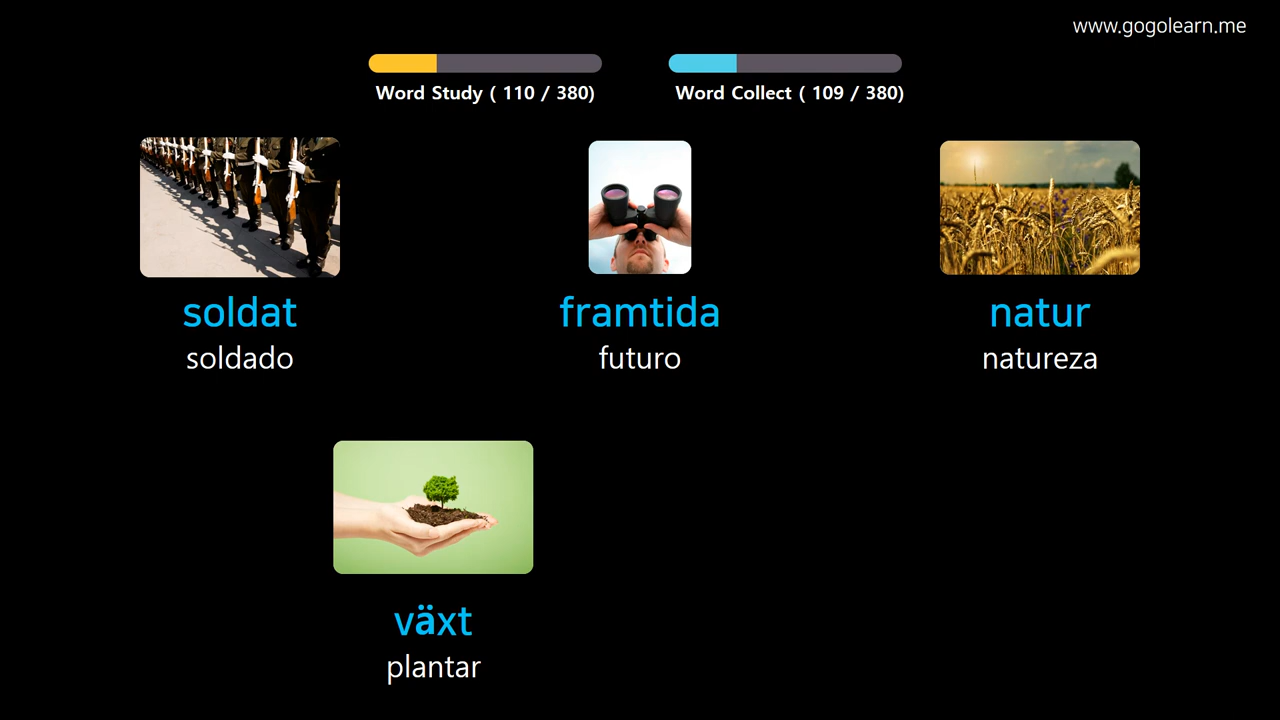 www.gogolearn.me
Word Study ( 110 / 380)
Word Collect ( 109 / 380)
soldat
soldado
framtida
futuro
natur
natureza
växt
plantar